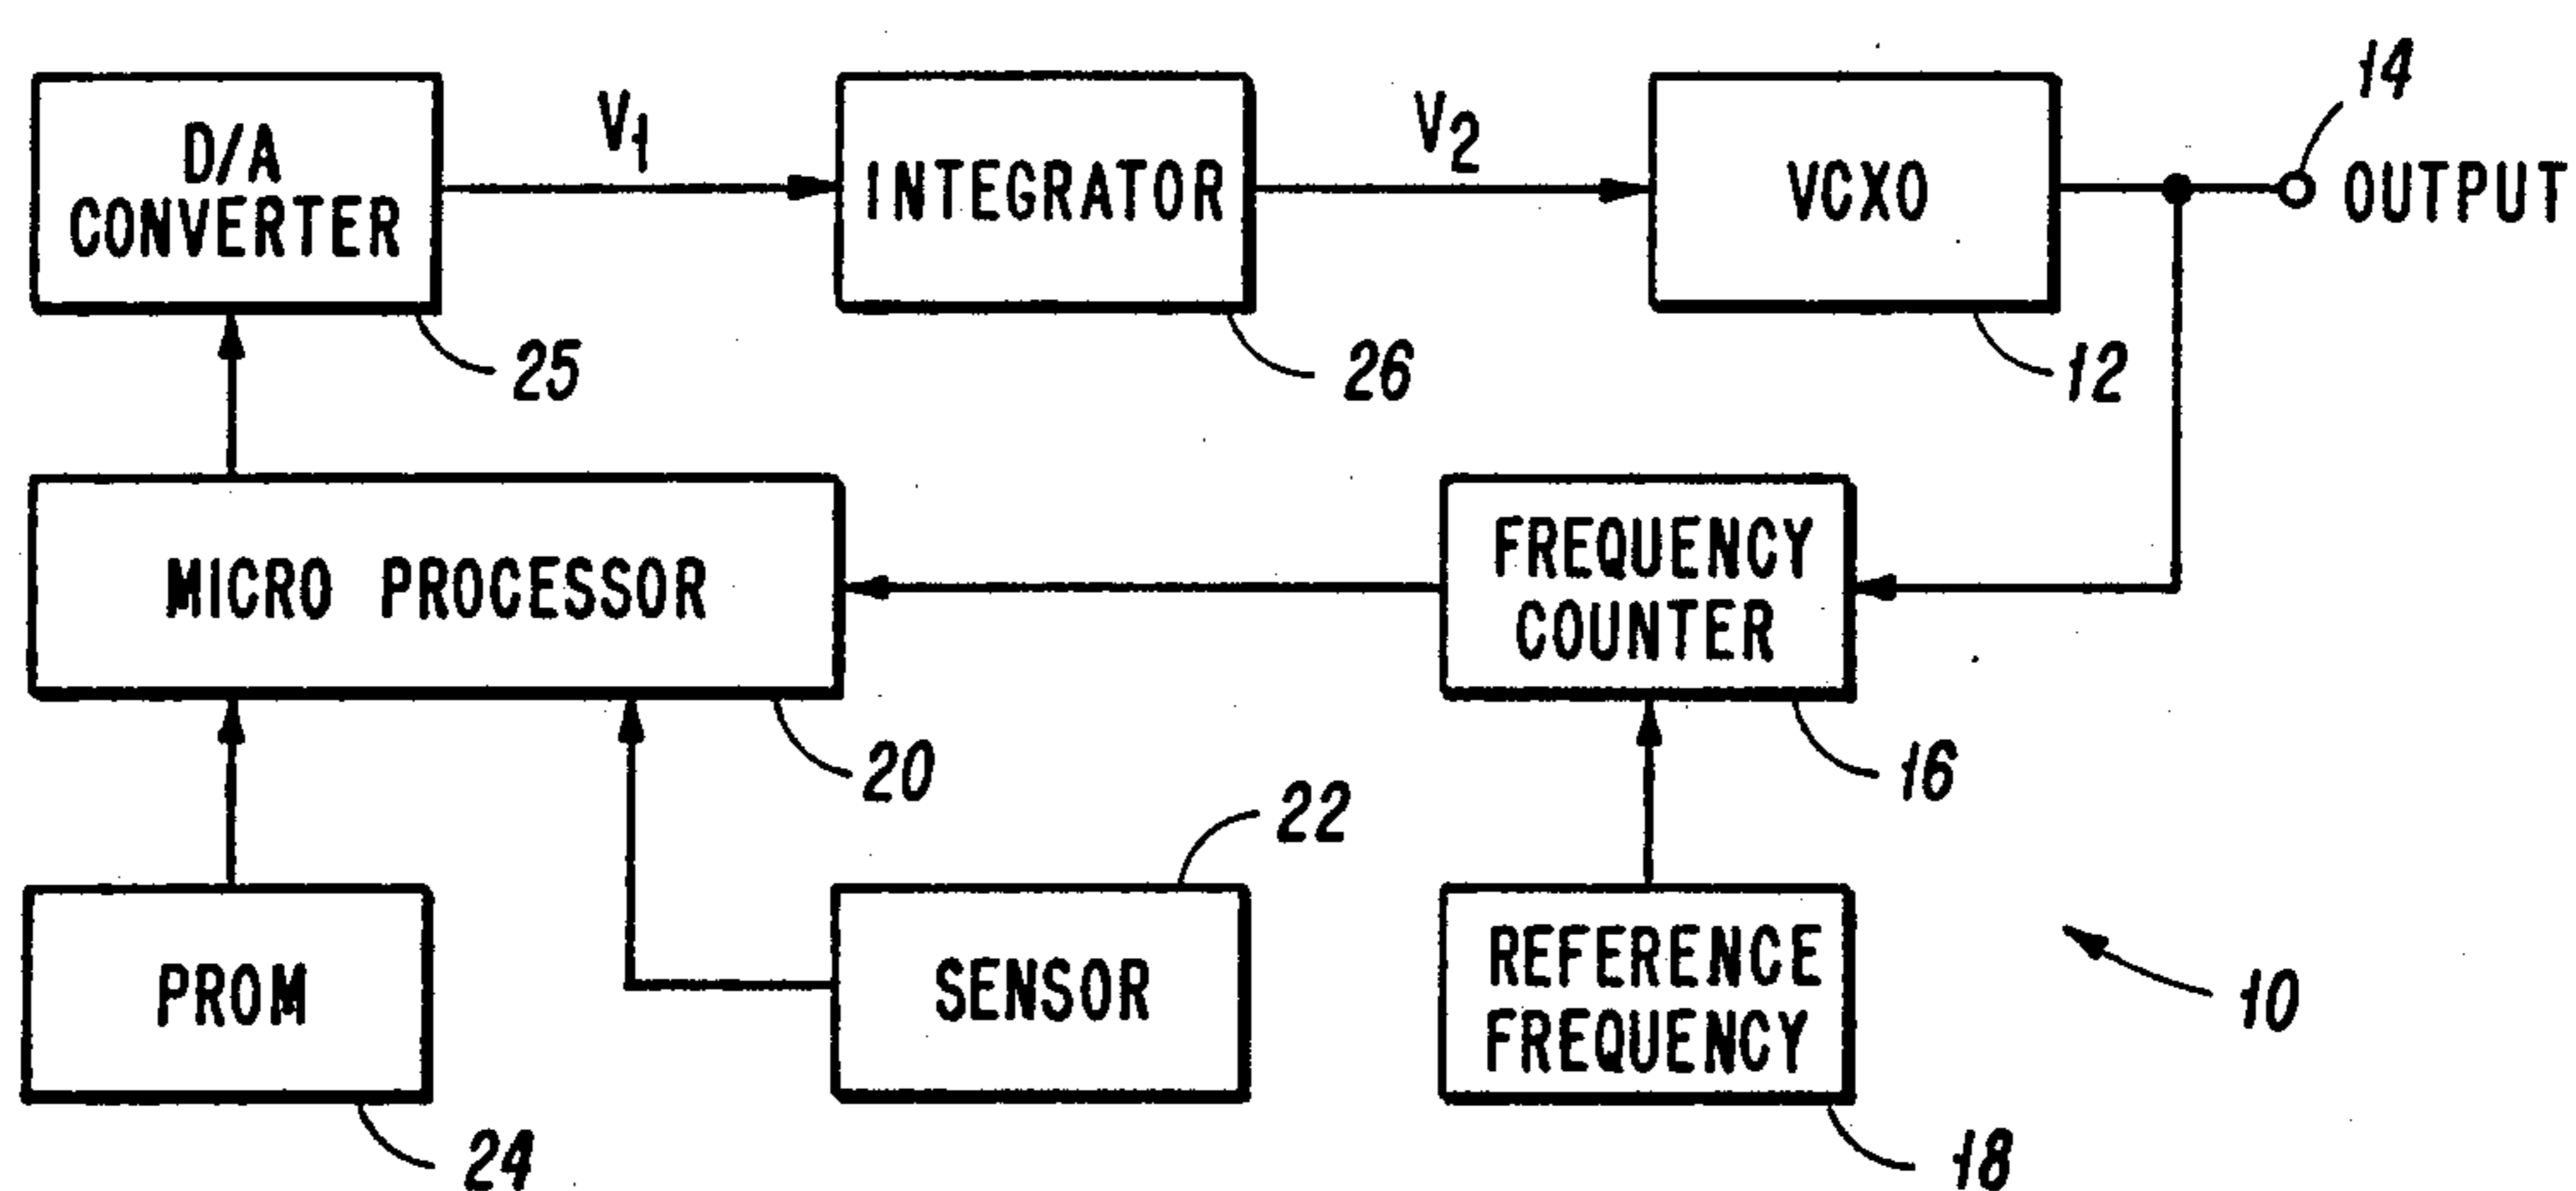 D/A
CONVERTER
V1
INTEGRATOR
V2
VCXO
14
OUTPUT
25
26
12
MICRO PROCESSOR
FREQUENCY
COUNTER
20
16
22
PROM
SENSOR
REFERENCE
FREQUENCY
10
24
18